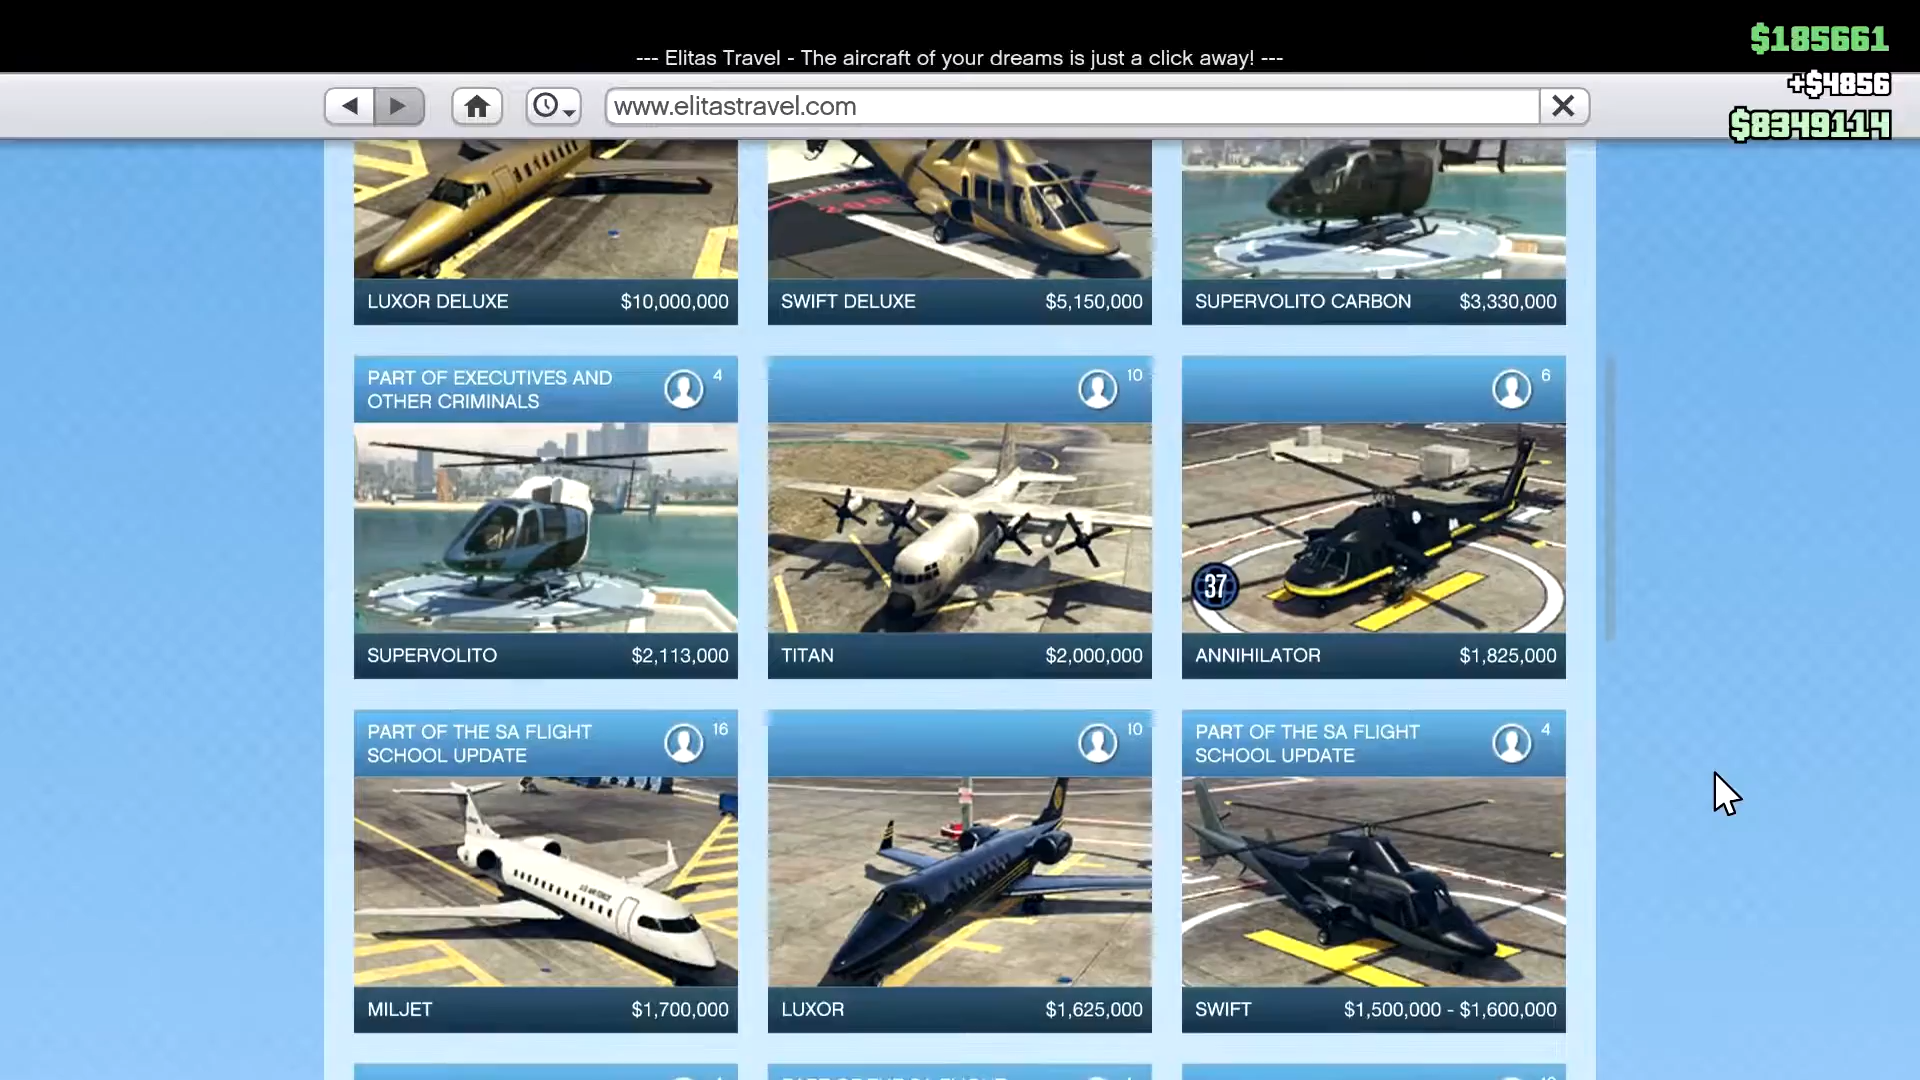 $185661
--- Elitas Travel - The aircraft of your dreams is just a click away! ---
+$4856
www.elitastravel.com
$8349114
LUXOR DELUXE $10,000,000
SWIFT DELUXE $5,150,000
SUPERVOLITO CARBON $3,330,000
PART OF EXECUTIVES AND
OTHER CRIMINALS
4
10
6
37
SUPERVOLITO $2,113,000
TITAN $2,000,000
ANNIHILATOR $1,825,000
PART OF THE SA FLIGHT
SCHOOL UPDATE
16
10
PART OF THE SA FLIGHT
SCHOOL UPDATE
4
MILJET $1,700,000
LUXOR $1,625,000
SWIFT $1,500,000 - $1,600,000